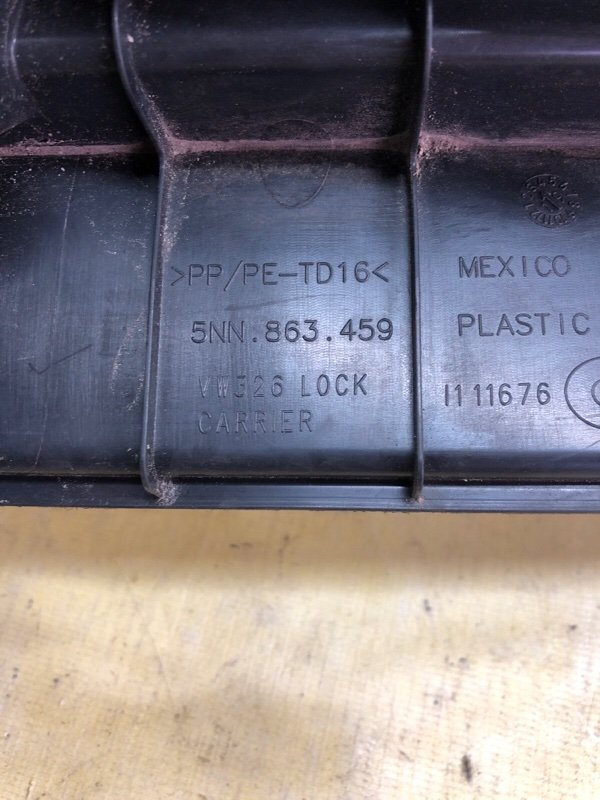 >PP/PE-TD16<
5NN.863.459
VW326 LOCK
CARRIER
MEXICO
PLASTIC
I111676